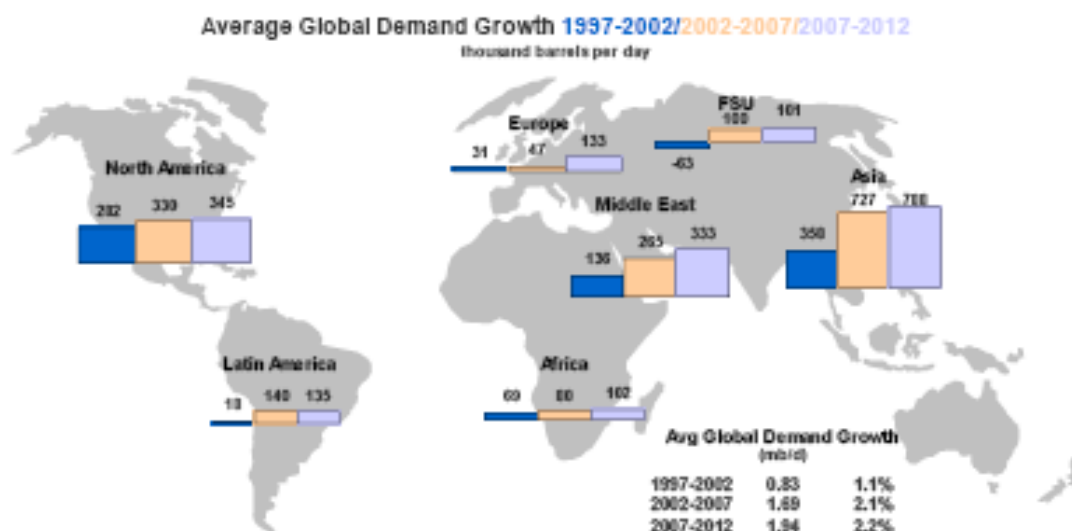 Average Global Demand Growth 1997-2002/2002-2007/2007-2012
thousand barrels per day
North America
282 330 345
Europe
31 47 133
FSU
100 101
-63
Middle East
136 265 333
Asia
727
Latin America
140 135
Africa
69 80 102
Avg Global Demand Growth
(mb/d)
1997-2002 0.83 1.1%
2002-2007 1.69 2.1%
2007-2012 1.94 2.2%